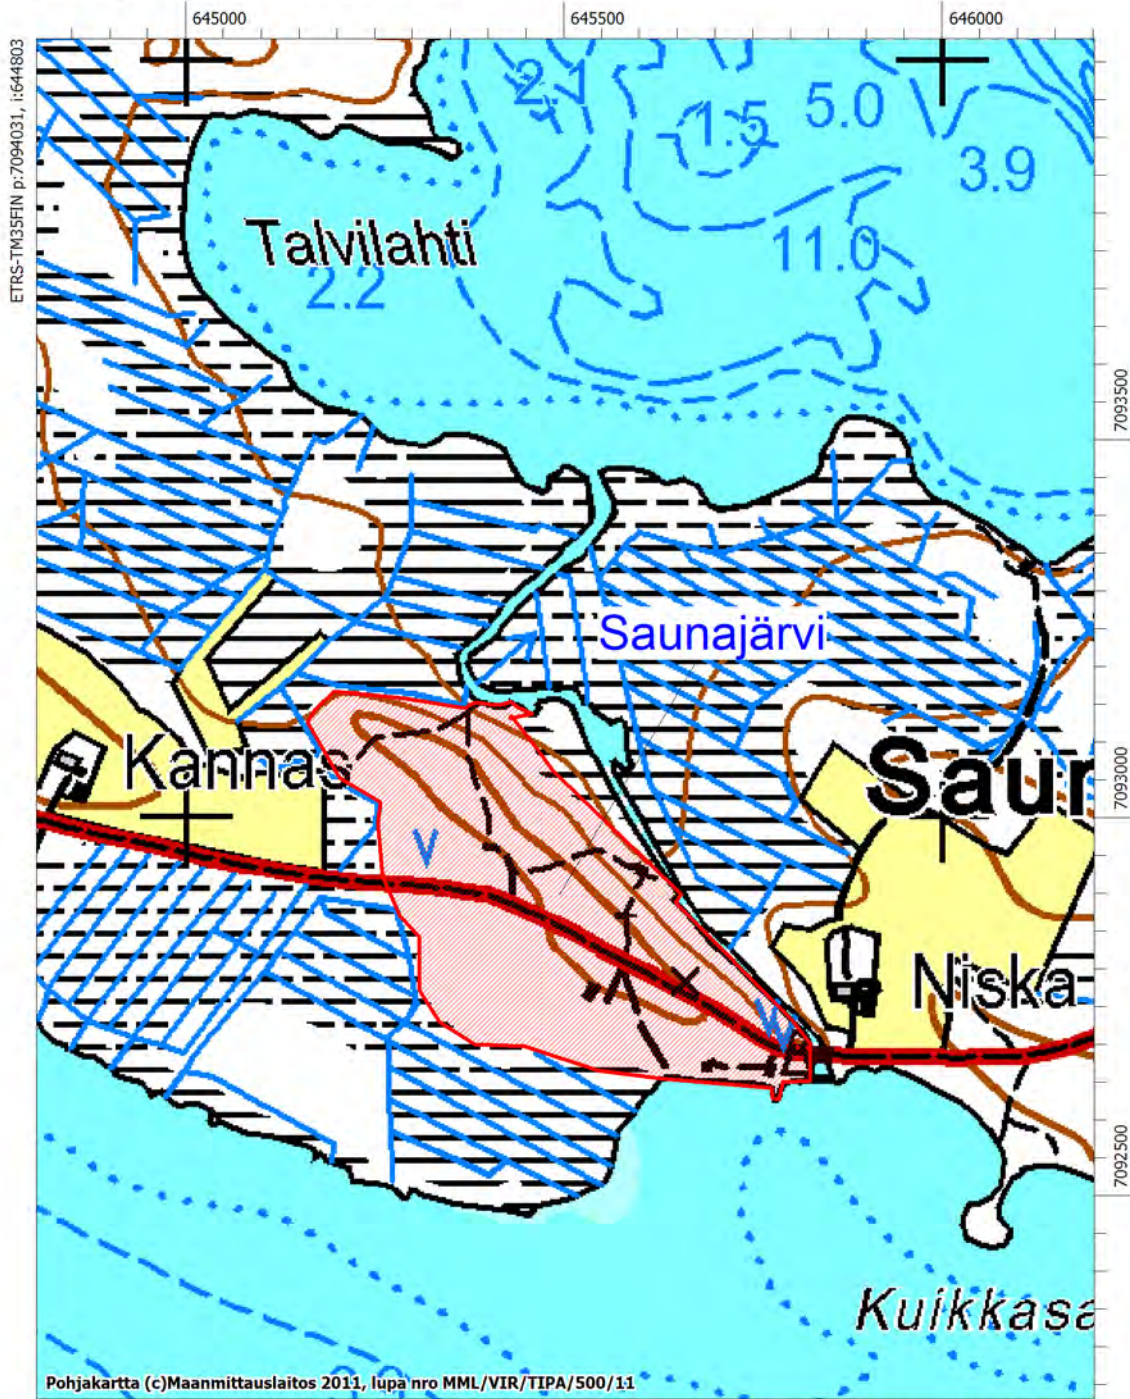 645000
645500
646000
ETRS-TM35FIN p:7094031, i:644803
2.1
1.5
5.0
3.9
Talvilahti
11.0
2.2
7093500
Saunajärvi
Kannas
Saur
7093000
V
Niska
7092500
Kuikkasa
Pohjakartta (c)Maanmittauslaitos 2011, lupa nro MML/VIR/TIPA/500/11